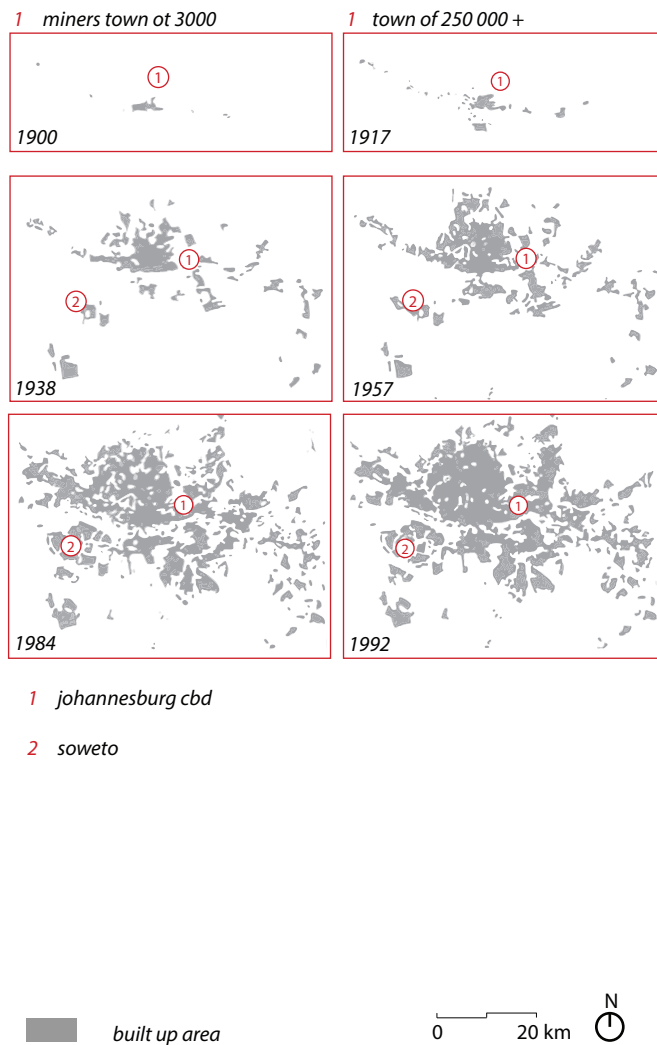 1 miners town ot 3000
1 town of 250 000 +
1
1900
1
1917
1
2
1938
1
2
1957
1
2
1984
1
2
1992
1 johannesburg cbd
2 soweto
built up area
0 20 km
N